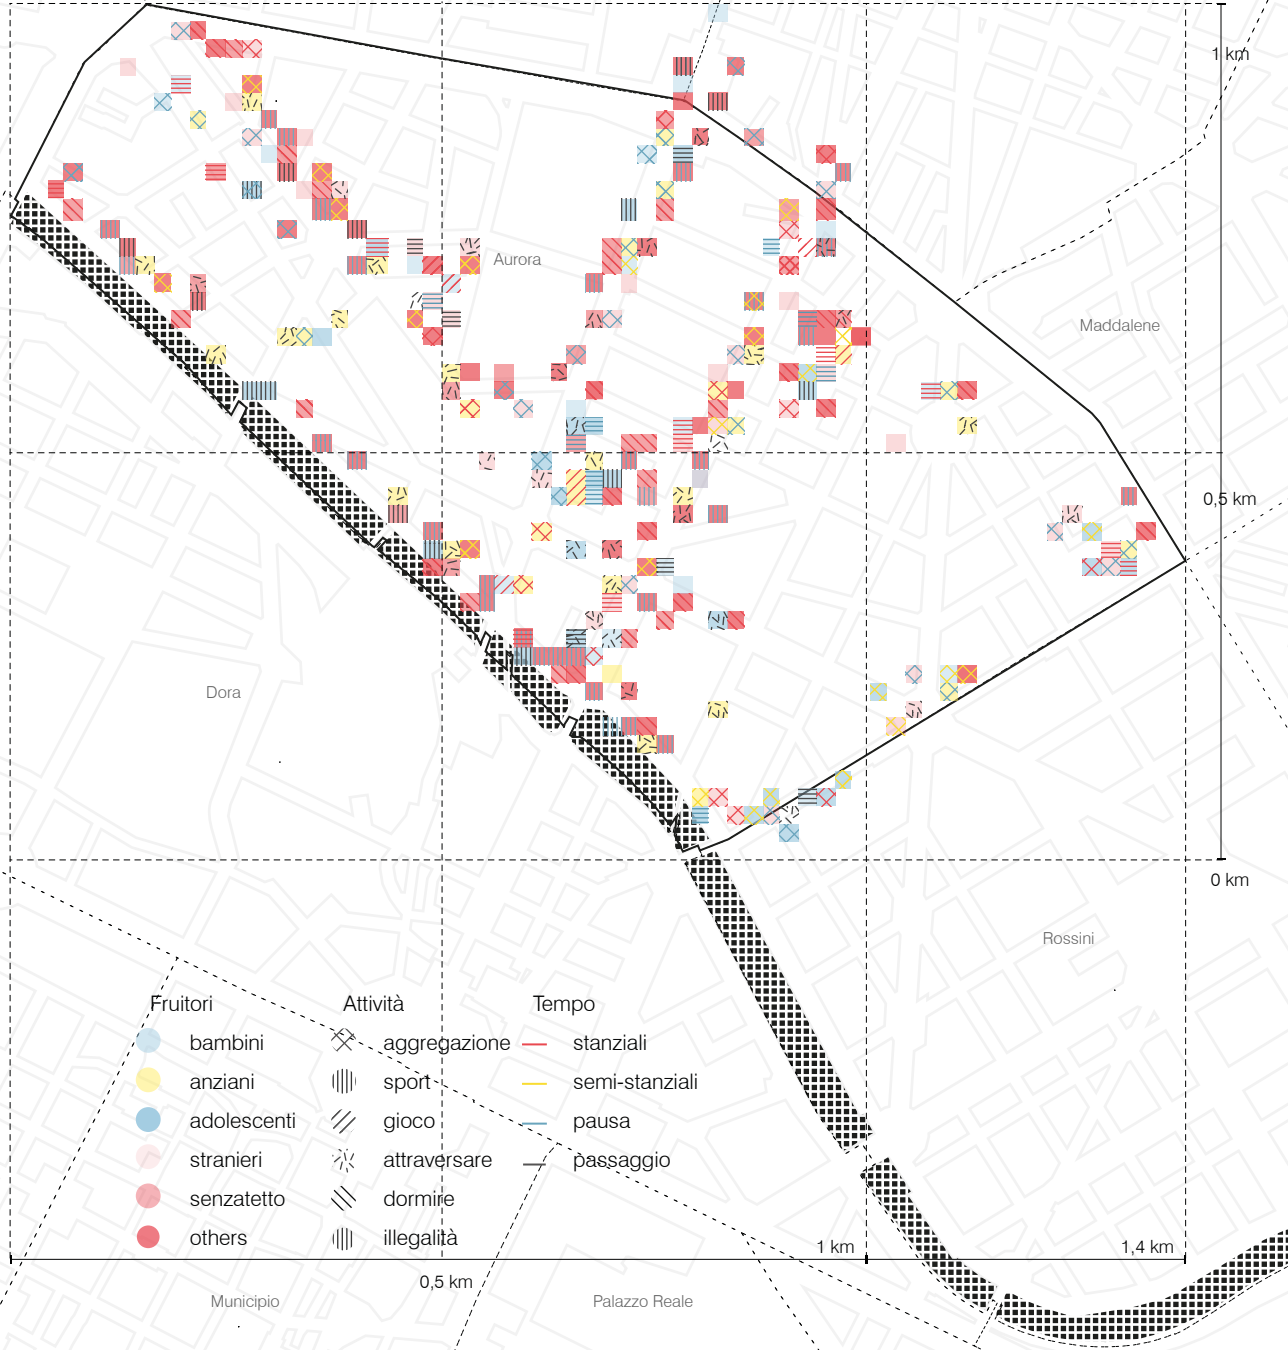 1 km
Aurora
Maddalene
0,5 km
Dora
0 km
Rossini
Fruitori
bambini
anziani
adolescenti
stranieri
senzatetto
others
Attività
aggregazione
sport
gioco
attraversare
dormire
illegalità
Tempo
stanziali
semi-stanziali
pausa
passaggio
1 km
1,4 km
0,5 km
Municipio
Palazzo Reale